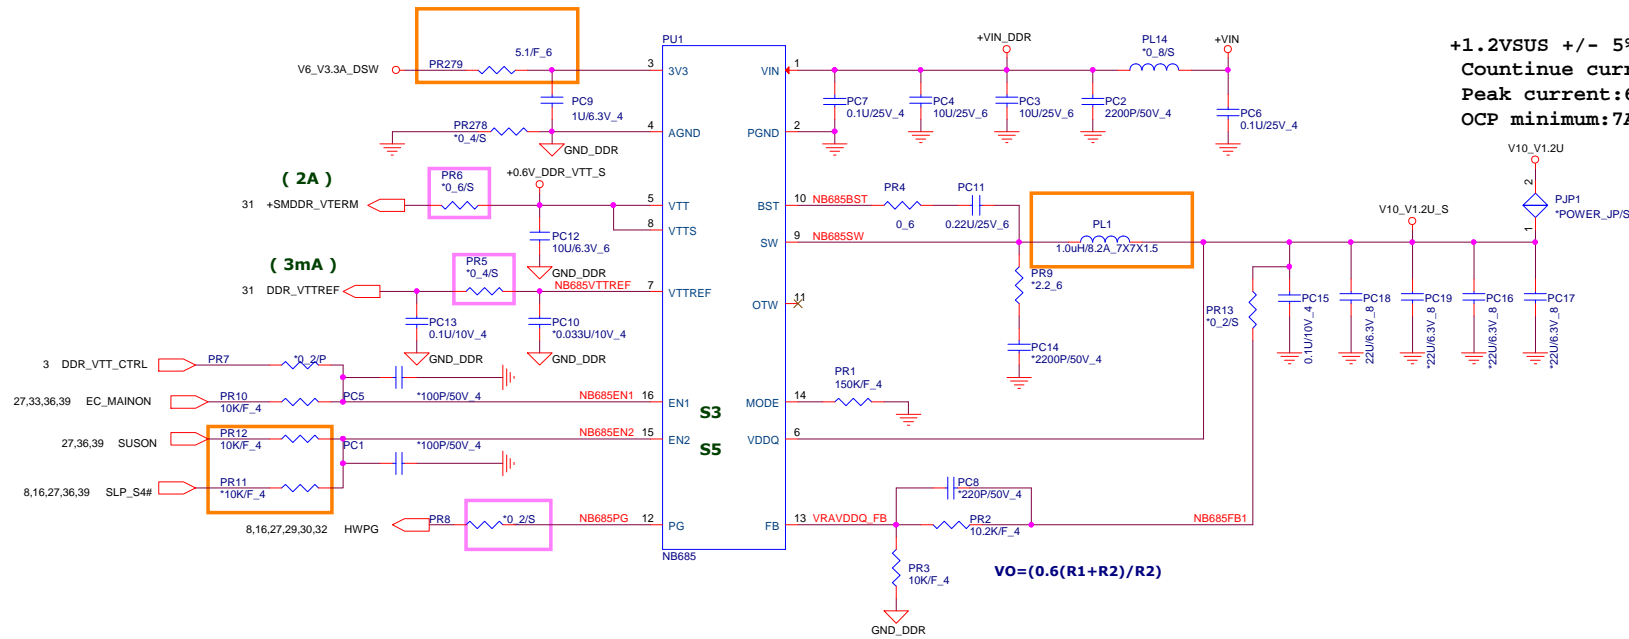 +1.2VSUS +/- 5%
Countinue curr
Peak current:6
OCP minimum:7A
PU1
NB685
V6_V3.3A_DSW
PR279
5.1/F_6
3
3V3
PC9
1U/6.3V_4
PR278
*0_4/S
4
AGND
GND_DDR
( 2A )
31 +SMDDR_VTERM
PR6
*0_6/S
+0.6V_DDR_VTT_S
5
VTT
8
VTTS
PC12
10U/6.3V_6
GND_DDR
( 3mA )
31 DDR_VTTREF
PR5
*0_4/S
NB685VTTREF
7
VTTREF
PC13
0.1U/10V_4
PC10
*0.033U/10V_4
GND_DDR
GND_DDR
3 DDR_VTT_CTRL
PR7
*0_2/P
27,33,36,39 EC_MAINON
PR10
10K/F_4
PC5
*100P/50V_4
NB685EN1
16
EN1
S3
27,36,39 SUSON
PR12
10K/F_4
PC1
*100P/50V_4
NB685EN2
15
EN2
S5
8,16,27,36,39 SLP_S4#
PR11
*10K/F_4
8,16,27,29,30,32 HWPG
PR8
*0_2/S
NB685PG
12
PG
VIN
1
+VIN_DDR
PL14
*0_8/S
+VIN
PC7
0.1U/25V_4
PC4
10U/25V_6
PC3
10U/25V_6
PC2
2200P/50V_4
PC6
0.1U/25V_4
PGND
2
BST
10
NB685BST
PR4
0_6
PC11
0.22U/25V_6
SW
9
NB685SW
PL1
1.0uH/8.2A_7X7X1.5
PR9
*2.2_6
PC14
*2200P/50V_4
OTW
11
MODE
14
PR1
150K/F_4
VDDQ
6
FB
13
VRAVDDQ_FB
PC8
*220P/50V_4
PR2
10.2K/F_4
NB685FB1
PR3
10K/F_4
GND_DDR
VO=(0.6(R1+R2)/R2)
PR13
*0_2/S
PC15
0.1U/10V_4
PC18
22U/6.3V_8
PC19
*22U/6.3V_8
PC16
*22U/6.3V_8
PC17
*22U/6.3V_8
V10_V1.2U_S
V10_V1.2U
2
PJP1
*POWER_JP/S
1